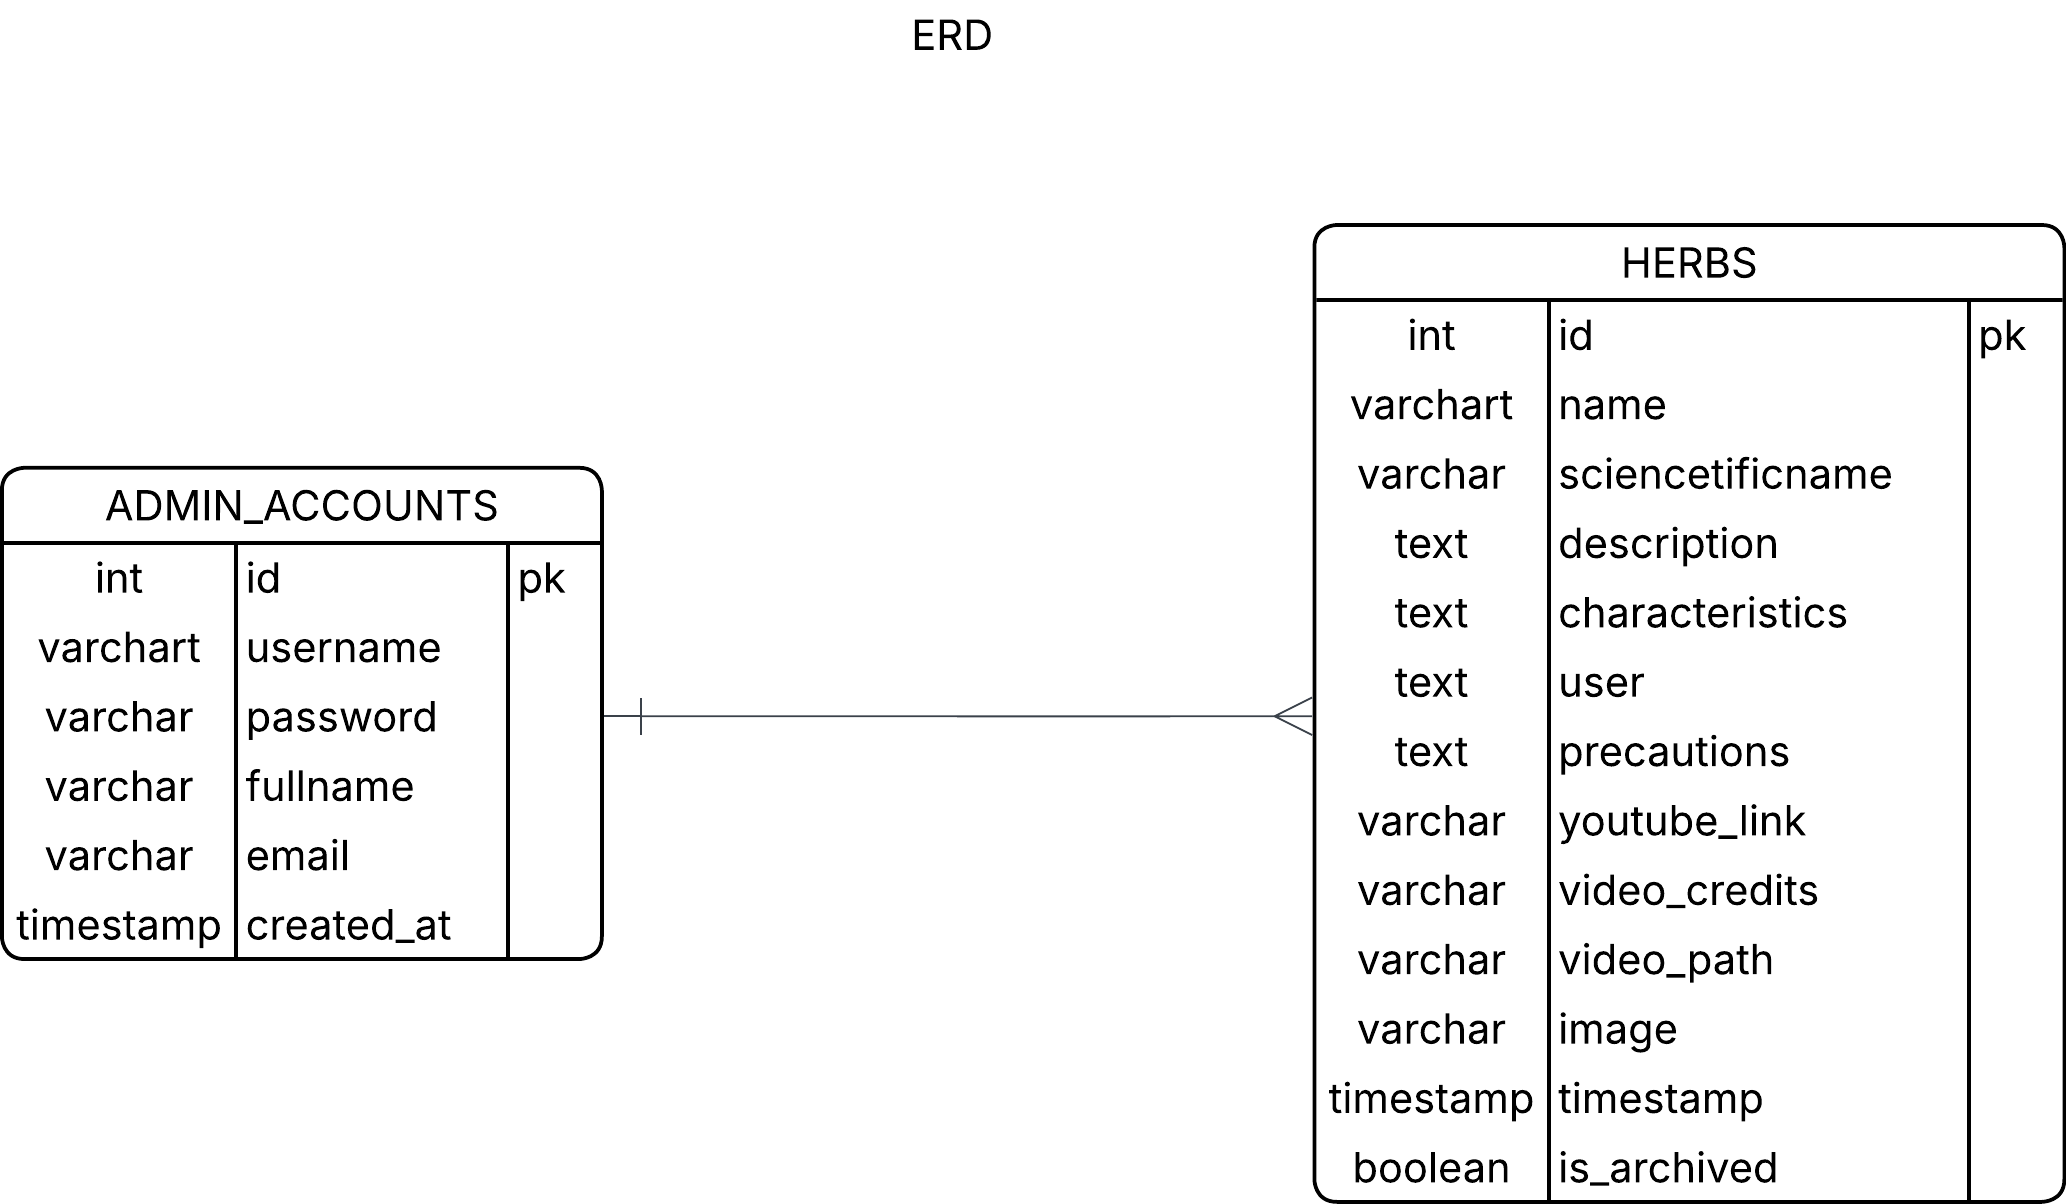 ERD
ADMIN_ACCOUNTS
int id pk
varchart username
varchar password
varchar fullname
varchar email
timestamp created_at
HERBS
int id pk
varchart name
varchar sciencetificname
text description
text characteristics
text user
text precautions
varchar youtube_link
varchar video_credits
varchar video_path
varchar image
timestamp timestamp
boolean is_archived